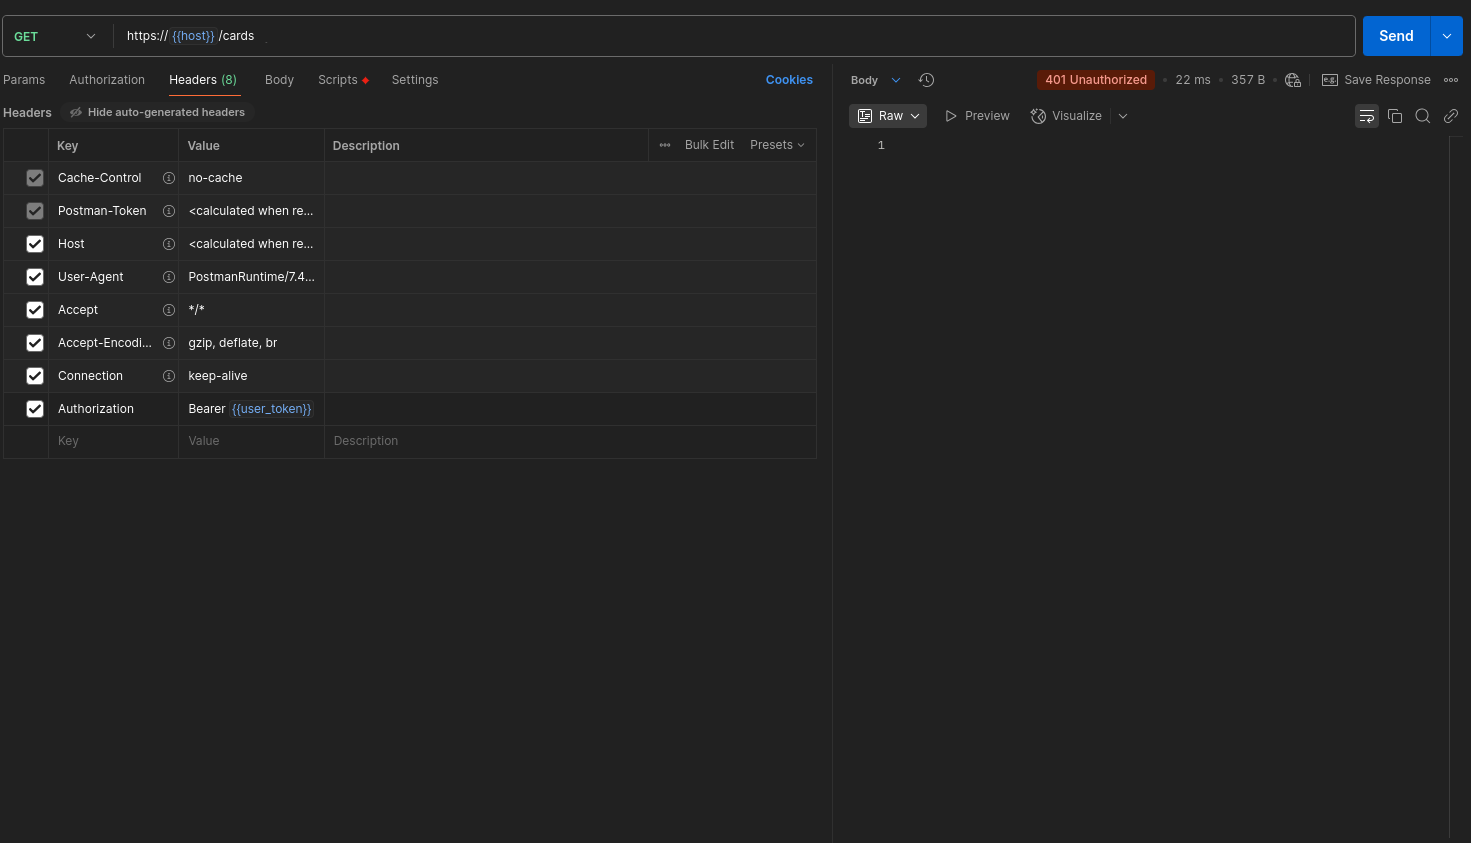 GET https://{{host}}/cards Send
Params Authorization Headers (8) Body Scripts Settings Cookies
Headers Hide auto-generated headers
Key Value Description ••• Bulk Edit Presets
Cache-Control no-cache
Postman-Token <calculated when re...
Host <calculated when re...
User-Agent PostmanRuntime/7.4...
Accept */*
Accept-Encodi... gzip, deflate, br
Connection keep-alive
Authorization Bearer {{user_token}}
Key Value Description
Body 401 Unauthorized • 22 ms • 357 B • e.g. Save Response •••
Raw Preview Visualize
1